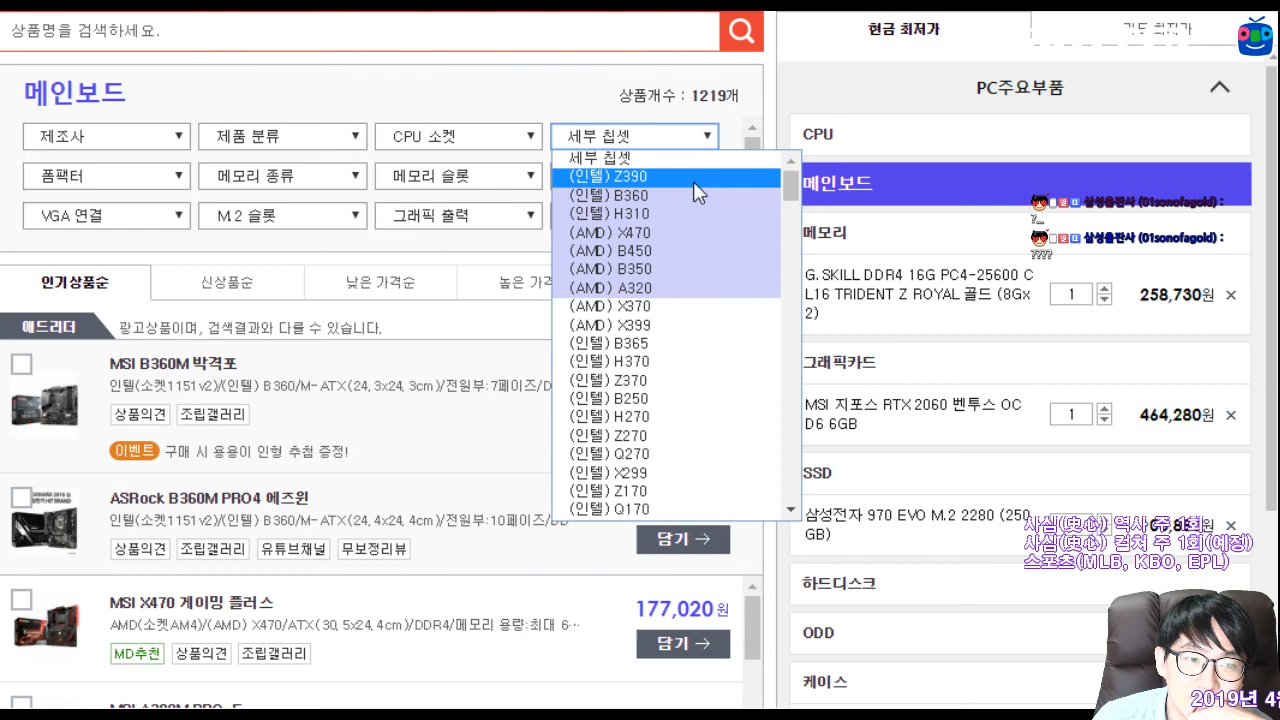 상품명을 검색하세요.
메인보드
상품개수 : 1219개
제조사
제품 분류
CPU 소켓
세부 칩셋
폼팩터
메모리 종류
메모리 슬롯
VGA 연결
M.2 슬롯
그래픽 출력
세부 칩셋
(인텔) Z390
(인텔) B360
(인텔) H310
(AMD) X470
(AMD) B450
(AMD) B350
(AMD) A320
(AMD) X370
(AMD) X399
(인텔) B365
(인텔) H370
(인텔) Z370
(인텔) B250
(인텔) H270
(인텔) Z270
(인텔) Q270
(인텔) X299
(인텔) Z170
(인텔) Q170
인기상품순
신상품순
낮은 가격순
높은 가격
애드리더
광고상품이며, 검색결과와 다를 수 있습니다.
MSI B360M 박격포
인텔(소켓1151v2)/(인텔) B360/M-ATX(24,3x24,3cm)/전원부:7페이즈/D
상품의견
조립갤러리
이벤트 구매 시 용용이 인형 추첨 증정!
ASRock B360M PRO4 에즈윈
인텔(소켓1151v2)/(인텔) B360/M-ATX(24,4x24,4cm)/전원부:10페이즈/DD
상품의견
조립갤러리
유튜브채널
무보정리뷰
담기 →
MSI X470 게이밍 플러스
AMD(소켓AM4)/(AMD) X470/ATX(30,5x24,4cm)/DDR4/메모리 용량:최대 6…
MD추천
상품의견
조립갤러리
177,020원
담기 →
현금 최저가
카드 최저가
PC주요부품
CPU
메인보드
삼성출판사 (01sonofagold) :
?...
삼성출판사 (01sonofagold) :
????
메모리
G.SKILL DDR4 16G PC4-25600 C
L16 TRIDENT Z ROYAL 골드 (8Gx
2)
1
258,730원
그래픽카드
MSI 지포스 RTX 2060 벤투스 OC
D6 6GB
1
464,280원
SSD
삼성전자 970 EVO M.2 2280 (250
GB)
사심(史心) 역사 주 1회
사심(史心) 컬쳐 주 1회(예정)
스포츠(MLB, KBO, EPL)
하드디스크
ODD
케이스
2019년 4